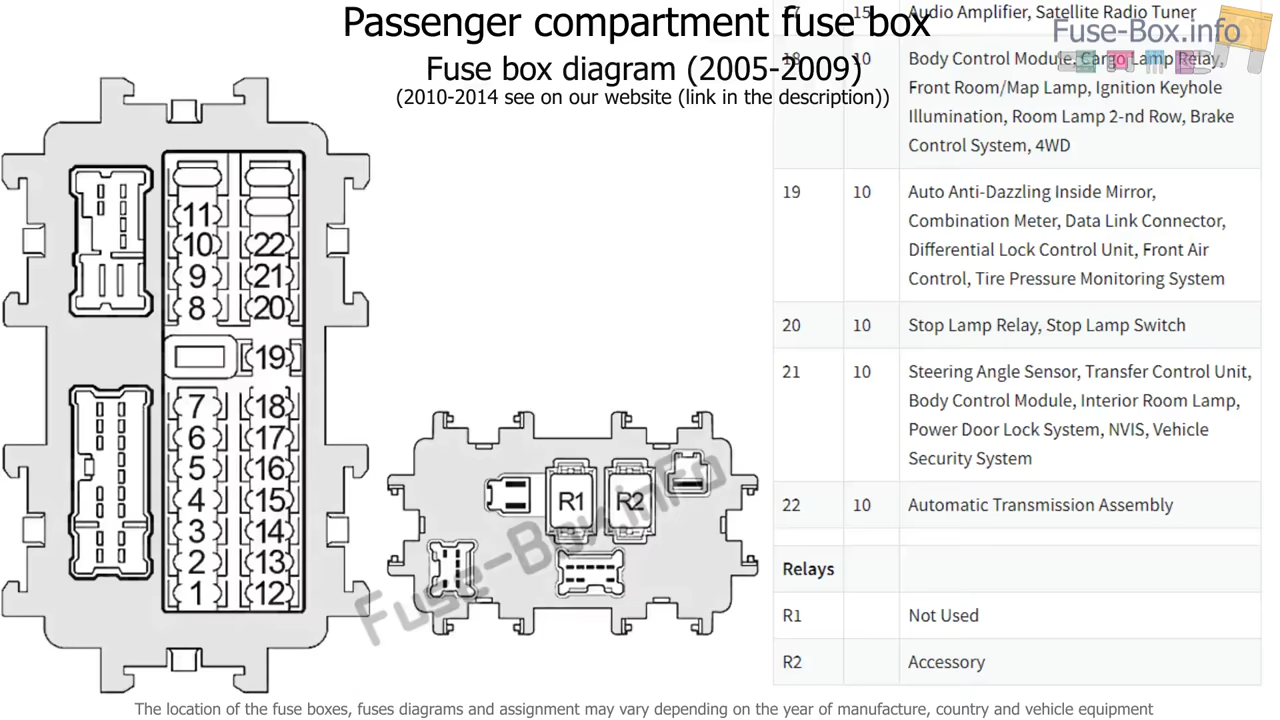 Passenger compartment fuse box
Fuse box diagram (2005-2009)
(2010-2014 see on our website (link in the description))
Fuse-Box.info
17 15 Audio Amplifier, Satellite Radio Tuner
18 10 Body Control Module, Cargo Lamp Relay,
Front Room/Map Lamp, Ignition Keyhole
Illumination, Room Lamp 2-nd Row, Brake
Control System, 4WD
19 10 Auto Anti-Dazzling Inside Mirror,
Combination Meter, Data Link Connector,
Differential Lock Control Unit, Front Air
Control, Tire Pressure Monitoring System
20 10 Stop Lamp Relay, Stop Lamp Switch
21 10 Steering Angle Sensor, Transfer Control Unit,
Body Control Module, Interior Room Lamp,
Power Door Lock System, NVIS, Vehicle
Security System
22 10 Automatic Transmission Assembly
Relays
R1 Not Used
R2 Accessory
11
10 22
9 21
8 20
19
7 18
6 17
5 16
4 15
3 14
2 13
1 12
R1 R2
Fuse-Box.info
The location of the fuse boxes, fuses diagrams and assignment may vary depending on the year of manufacture, country and vehicle equipment